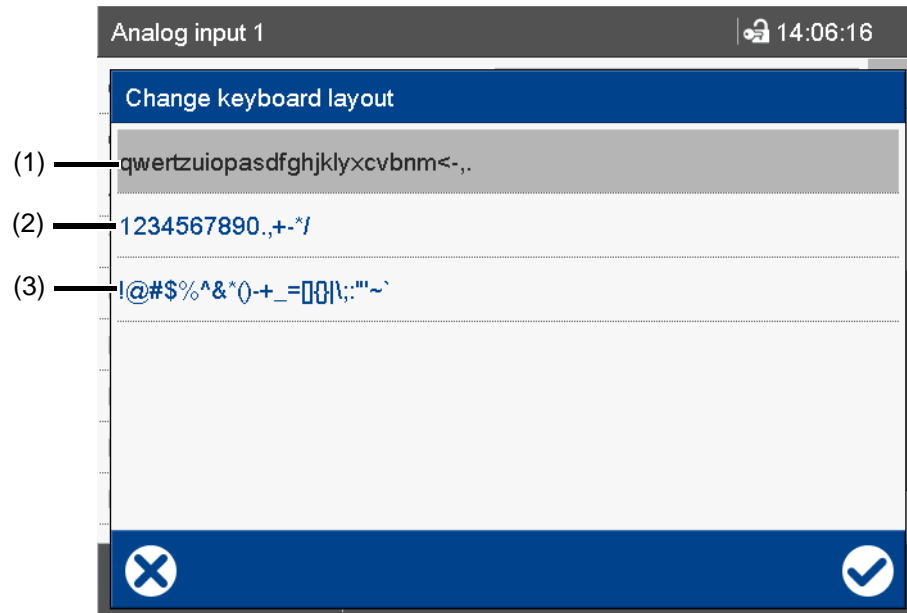 Analog input 1 14:06:16
Change keyboard layout
(1) qwertzuiopasdfghjklyxcvbnm<-,.
(2) 1234567890.,+-*/
(3) !@#$%^&*()-+_=[]{}|\;:"'~`